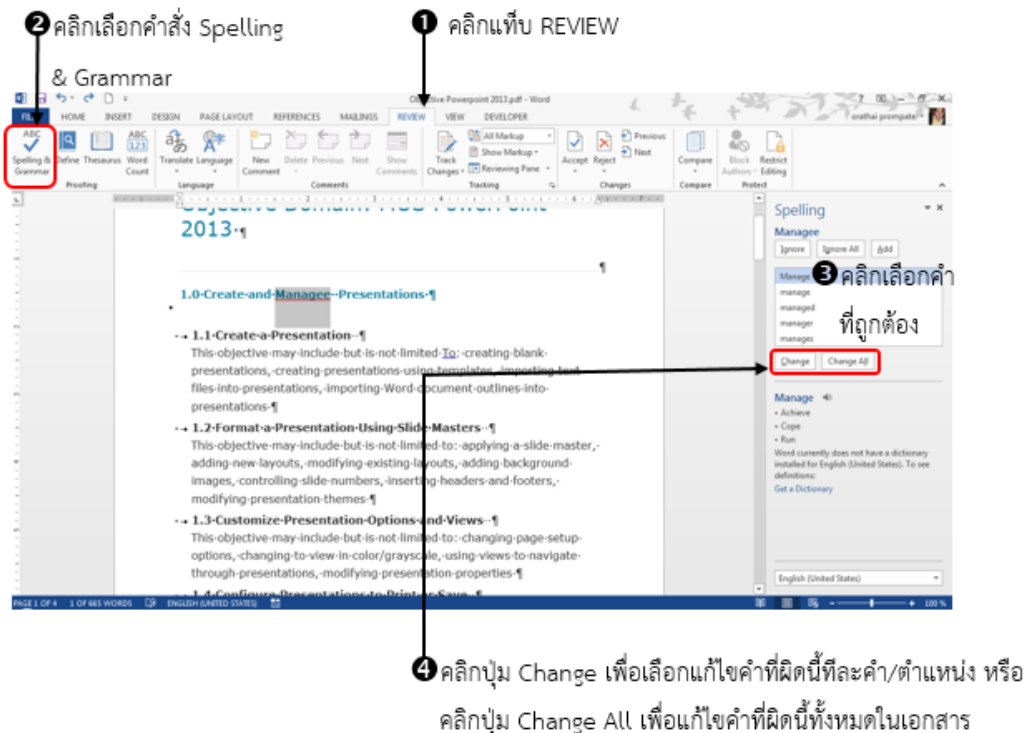 ❷คลิกเลือกคำสั่ง Spelling
& Grammar
❶ คลิกแท็บ REVIEW
Objective Powerpoint 2013.pdf - Word
FILE HOME INSERT DESIGN PAGE LAYOUT REFERENCES MAILINGS REVIEW VIEW DEVELOPER
orathai prompate
Spelling & Grammar
Define
Thesaurus
Word Count
Translate
Language
New Comment
Delete
Previous
Next
Show Comments
Track Changes
All Markup
Show Markup
Reviewing Pane
Accept
Reject
Previous
Next
Compare
Block Authors
Restrict Editing
Proofing Language Comments Tracking Changes Compare Protect
2013·¶
¶
1.0·Create·and·Managee··Presentations·¶
1.1·Create·a·Presentation··¶
This·objective·may·include·but·is·not·limited·To:·creating·blank·
presentations,·creating·presentations·using·templates,·importing·text·
files·into·presentations,·importing·Word·document·outlines·into·
presentations·¶
1.2·Format·a·Presentation·Using·Slide·Masters··¶
This·objective·may·include·but·is·not·limited·to:·applying·a·slide·master,·
adding·new·layouts,·modifying·existing·layouts,·adding·background·
images,·controlling·slide·numbers,·inserting·headers·and·footers,·
modifying·presentation·themes·¶
1.3·Customize·Presentation·Options·and·Views··¶
This·objective·may·include·but·is·not·limited·to:·changing·page·setup·
options,·changing·to·view·in·color/grayscale,·using·views·to·navigate·
through·presentations,·modifying·presentation·properties·¶
1.4·Configure·Presentations·to·Print·or·Save··¶
Spelling
Managee
Ignore Ignore All Add
Manage
manage
managed
manager
manages
❸คลิกเลือกคำ
ที่ถูกต้อง
Change Change All
Manage
• Achieve
• Cope
• Run
Word currently does not have a dictionary
installed for English (United States). To see
definitions:
Get a Dictionary
English (United States)
PAGE 1 OF 4 1 OF 665 WORDS ENGLISH (UNITED STATES) 100 %
❹คลิกปุ่ม Change เพื่อเลือกแก้ไขคำที่ผิดนี้ทีละคำ/ตำแหน่ง หรือ
คลิกปุ่ม Change All เพื่อแก้ไขคำที่ผิดนี้ทั้งหมดในเอกสาร